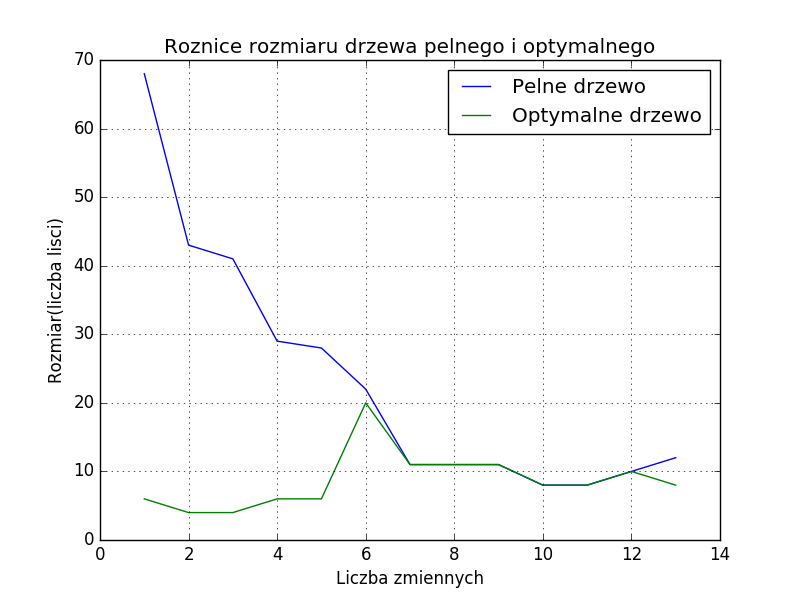 Roznice rozmiaru drzewa pelnego i optymalnego
Pelne drzewo
Optymalne drzewo
Rozmiar(liczba lisci)
70
60
50
40
30
20
10
0
0 2 4 6 8 10 12 14
Liczba zmiennych